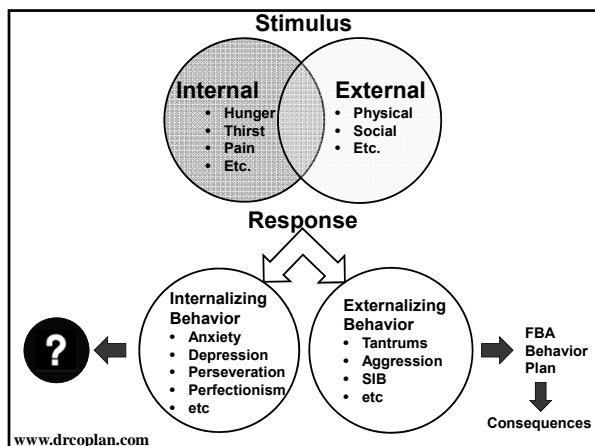 Stimulus
Internal
• Hunger
• Thirst
• Pain
• Etc.
External
• Physical
• Social
• Etc.
Response
Internalizing
Behavior
• Anxiety
• Depression
• Perseveration
• Perfectionism
• etc
Externalizing
Behavior
• Tantrums
• Aggression
• SIB
• etc
?
FBA
Behavior
Plan
Consequences
www.drcoplan.com